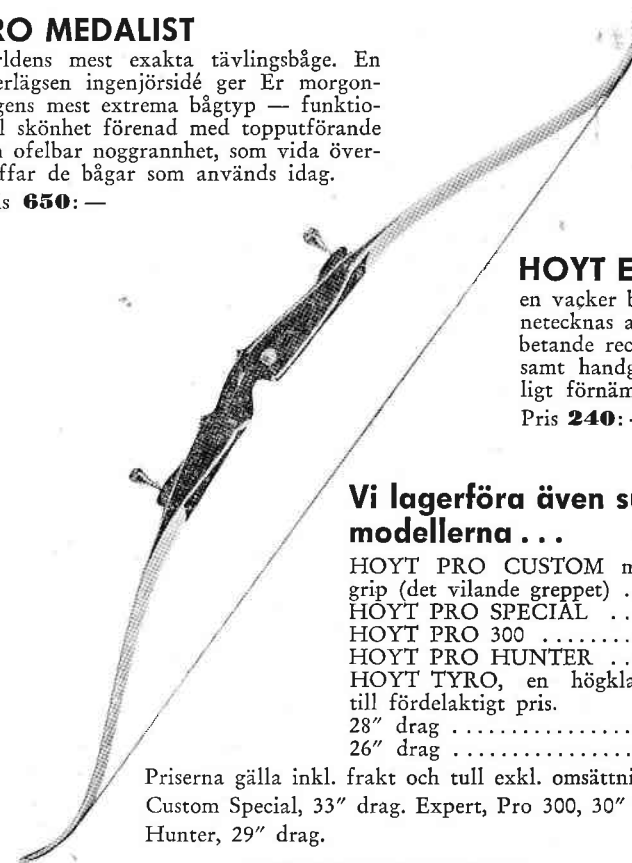 RO MEDALIST
rldens mest exakta tävlingsbåge. En
erlägsen ingenjörsidé ger Er morgon-
gens mest extrema bågtyp — funktio-
l skönhet förenad med topputförande
ofelbar noggrannhet, som vida över-
ffar de bågar som används idag.
s 650: —
HOYT E
en vacker b
netecknas a
betande rec
samt handg
ligt förnäm
Pris 240:
Vi lagerföra även su
modellerna . . .
HOYT PRO CUSTOM m
grip (det vilande greppet) .
HOYT PRO SPECIAL . .
HOYT PRO 300 . . . . . . . .
HOYT PRO HUNTER . .
HOYT TYRO, en högkla
till fördelaktigt pris.
28" drag . . . . . . . . . . . . . . . .
26" drag . . . . . . . . . . . . . . . .
Priserna gälla inkl. frakt och tull exkl. omsättni
Custom Special, 33" drag. Expert, Pro 300, 30"
Hunter, 29" drag.